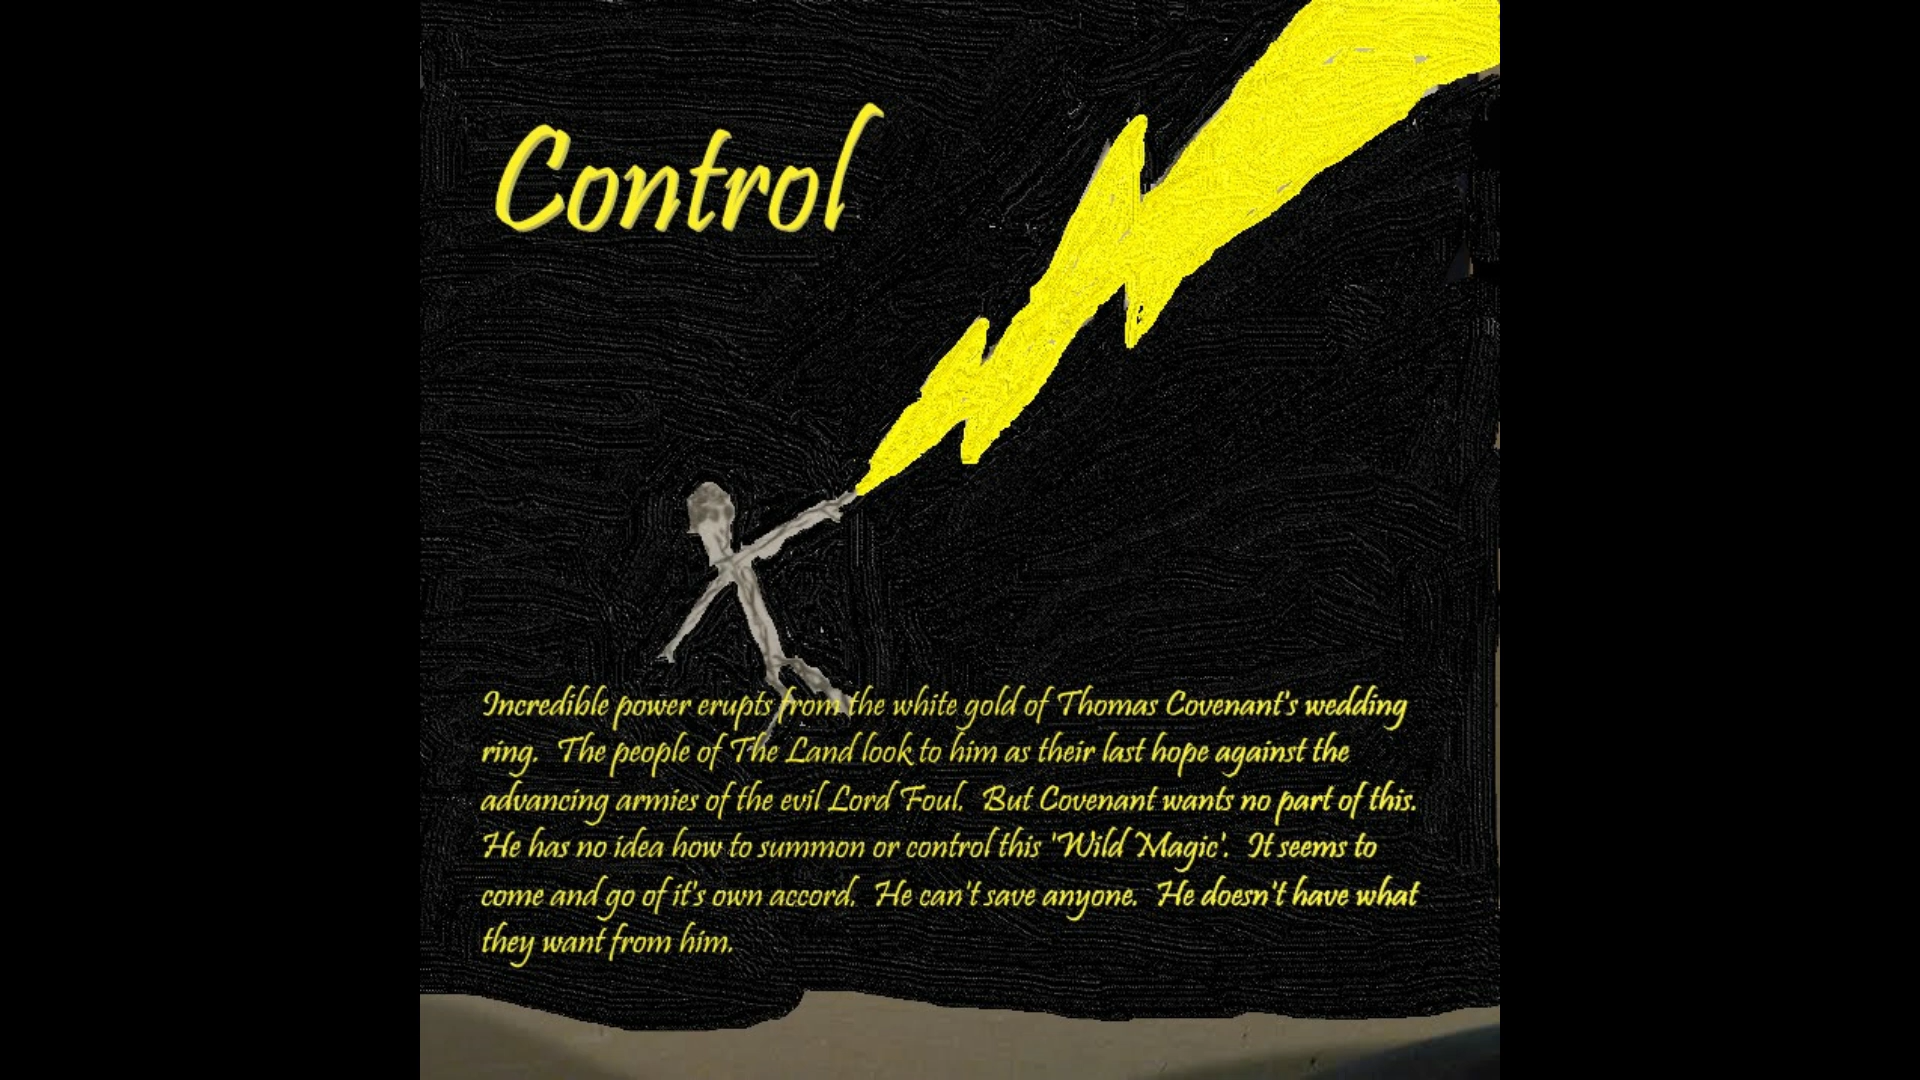 Control
Incredible power erupts from the white gold of Thomas Covenant's wedding
ring.  The people of The Land look to him as their last hope against the
advancing armies of the evil Lord Foul.  But Covenant wants no part of this.
He has no idea how to summon or control this 'Wild Magic'.  It seems to
come and go of it's own accord.  He can't save anyone.  He doesn't have what
they want from him.